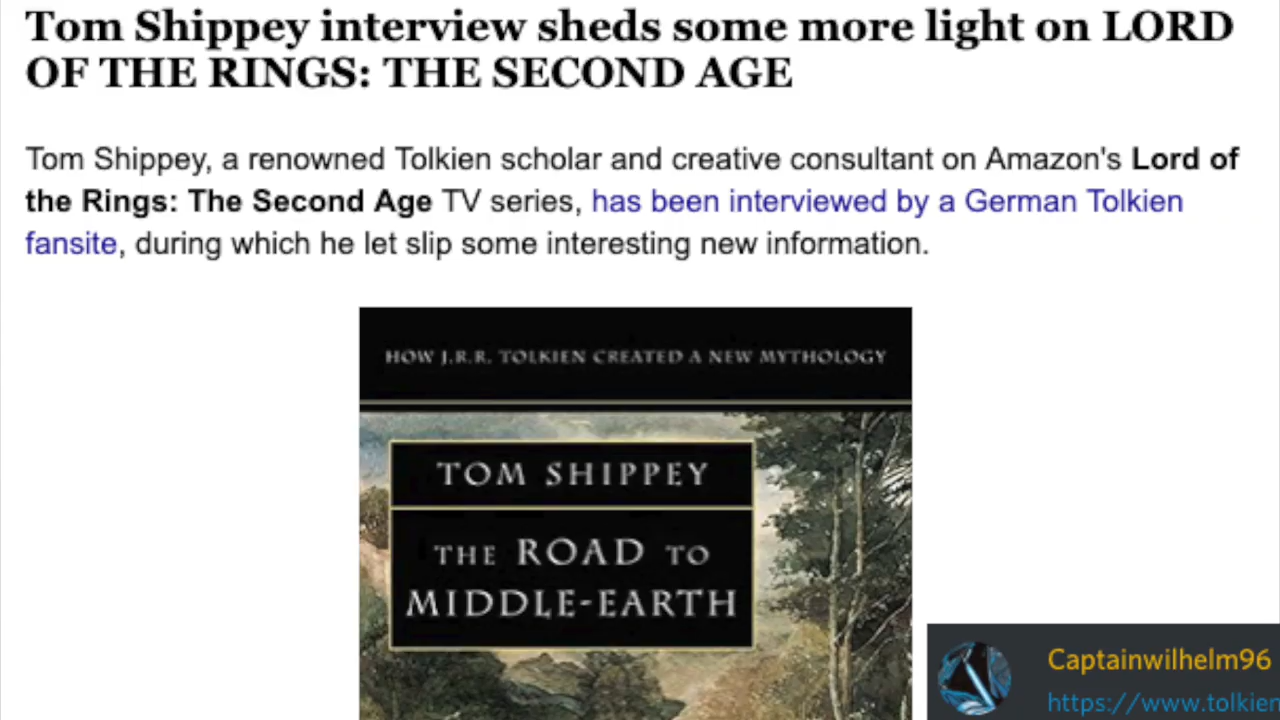 Tom Shippey interview sheds some more light on LORD
OF THE RINGS: THE SECOND AGE
Tom Shippey, a renowned Tolkien scholar and creative consultant on Amazon's Lord of
the Rings: The Second Age TV series, has been interviewed by a German Tolkien
fansite, during which he let slip some interesting new information.
HOW J.R.R. TOLKIEN CREATED A NEW MYTHOLOGY
TOM SHIPPEY
THE ROAD TO
MIDDLE-EARTH
Captainwilhelm96
https://www.tolkien